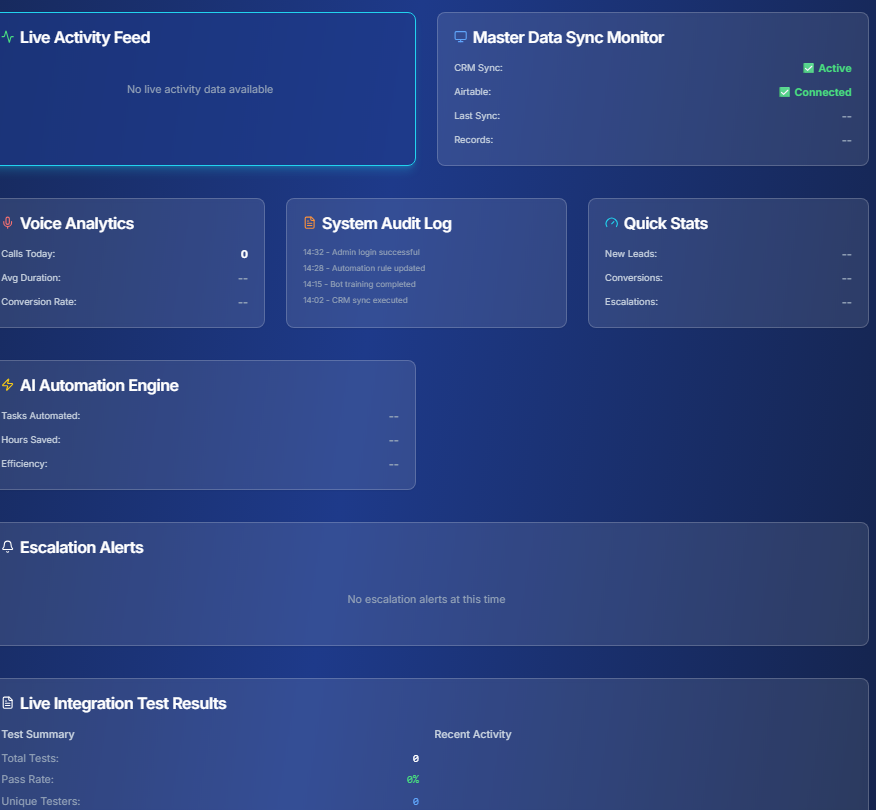 Live Activity Feed
No live activity data available
Master Data Sync Monitor
CRM Sync: ✅ Active
Airtable: ✅ Connected
Last Sync: --
Records: --
Voice Analytics
Calls Today: 0
Avg Duration: --
Conversion Rate: --
System Audit Log
14:32 - Admin login successful
14:28 - Automation rule updated
14:15 - Bot training completed
14:02 - CRM sync executed
Quick Stats
New Leads: --
Conversions: --
Escalations: --
AI Automation Engine
Tasks Automated: --
Hours Saved: --
Efficiency: --
Escalation Alerts
No escalation alerts at this time
Live Integration Test Results
Test Summary
Total Tests: 0
Pass Rate: 0%
Unique Testers: 0
Recent Activity